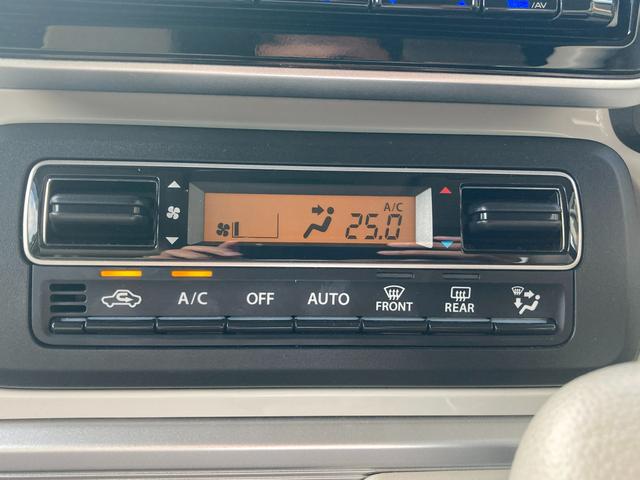 /AV
A/C
25.0
A/C
OFF
AUTO
FRONT
REAR